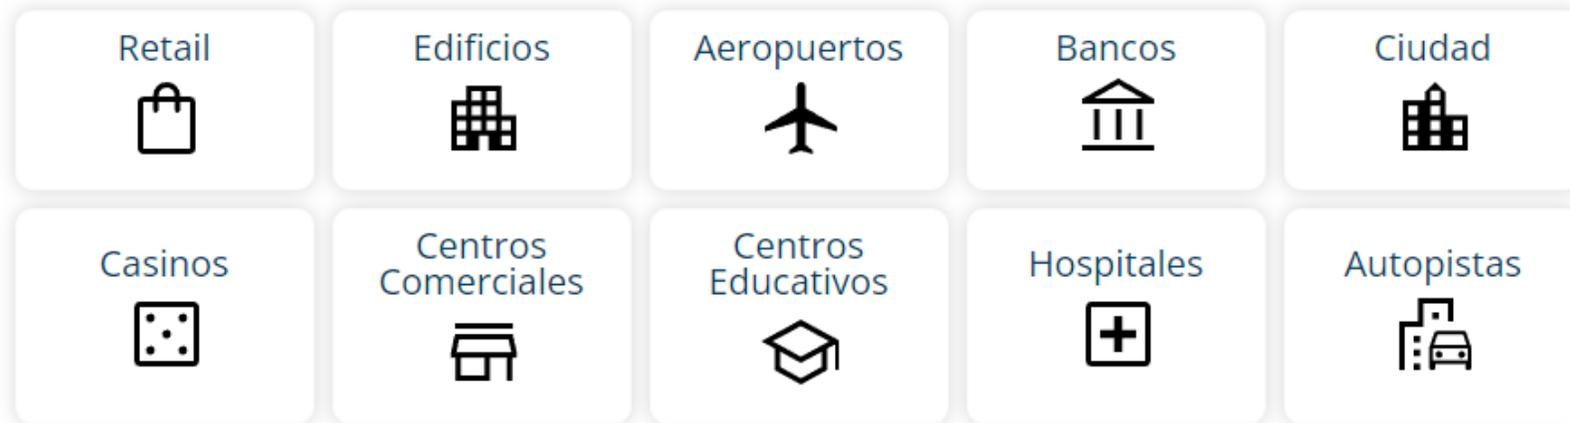 Retail
Edificios
Aeropuertos
Bancos
Ciudad
Casinos
Centros
Comerciales
Centros
Educativos
Hospitales
Autopistas